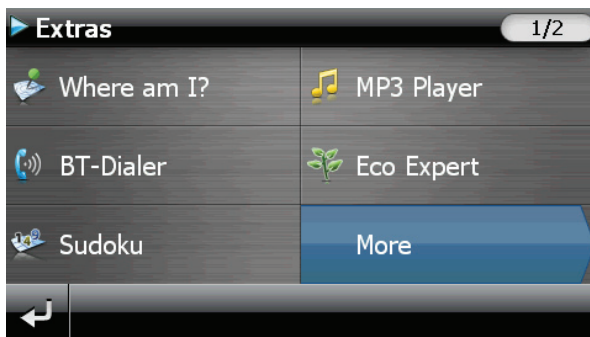 Extras
1/2
Where am I?
MP3 Player
BT-Dialer
Eco Expert
Sudoku
More